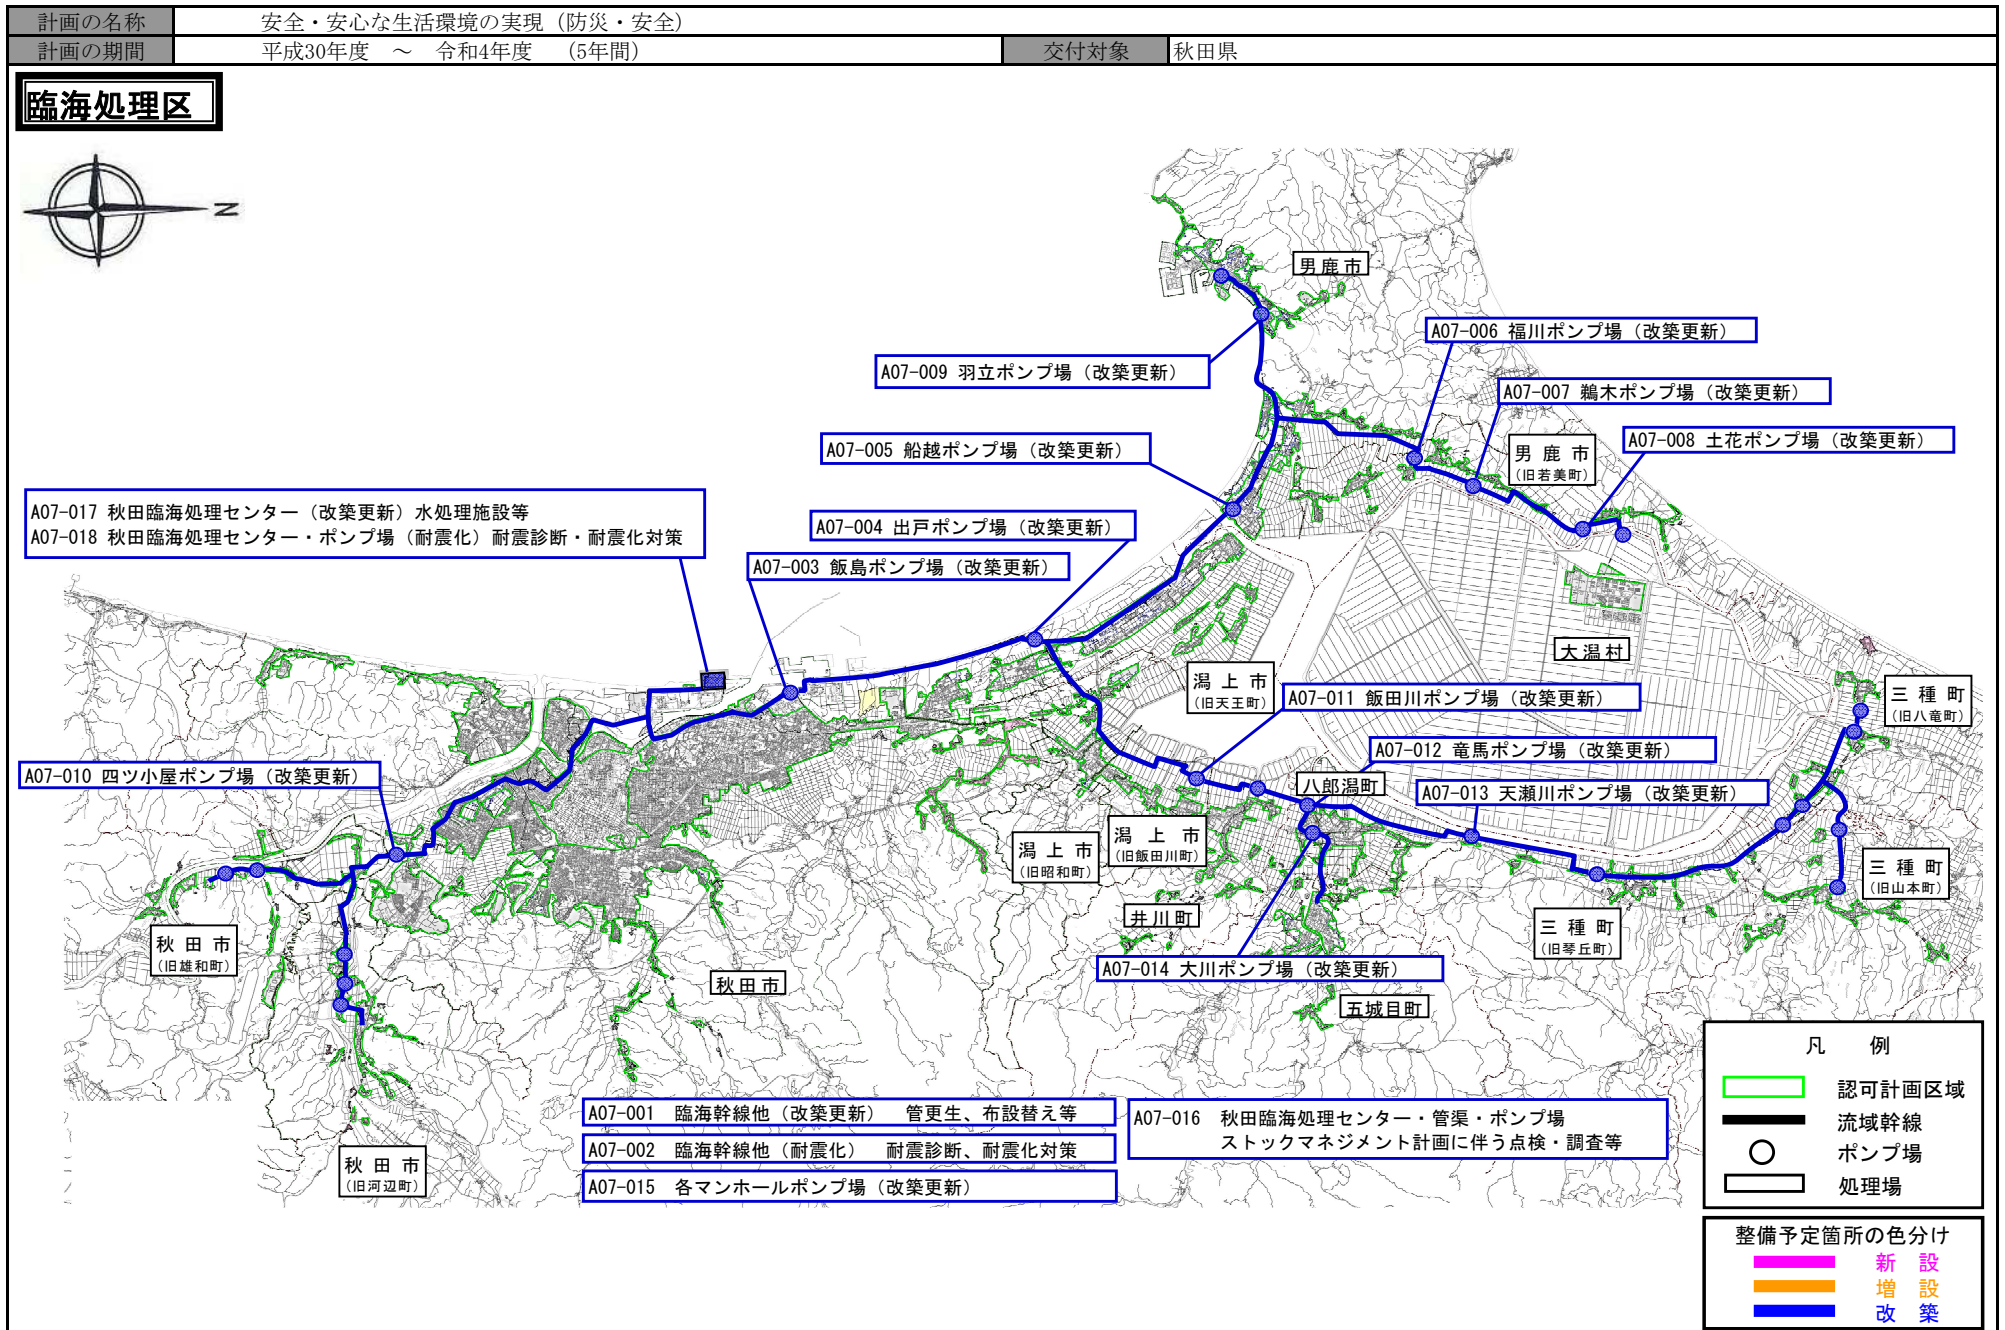 計画の名称 安全・安心な生活環境の実現（防災・安全）
計画の期間 平成30年度　～　令和4年度　（5年間） 交付対象 秋田県
臨海処理区
N
男鹿市
A07-006 福川ポンプ場（改築更新）
A07-009 羽立ポンプ場（改築更新）
A07-007 鵜木ポンプ場（改築更新）
A07-005 船越ポンプ場（改築更新）
男鹿市
（旧若美町）
A07-008 土花ポンプ場（改築更新）
A07-017 秋田臨海処理センター（改築更新）水処理施設等
A07-018 秋田臨海処理センター・ポンプ場（耐震化）耐震診断・耐震化対策
A07-004 出戸ポンプ場（改築更新）
A07-003 飯島ポンプ場（改築更新）
大潟村
潟上市
（旧天王町）
A07-011 飯田川ポンプ場（改築更新）
三種町
（旧八竜町）
A07-012 竜馬ポンプ場（改築更新）
A07-010 四ツ小屋ポンプ場（改築更新）
八郎潟町
A07-013 天瀬川ポンプ場（改築更新）
潟上市
（旧昭和町）
潟上市
（旧飯田川町）
三種町
（旧山本町）
井川町
三種町
（旧琴丘町）
秋田市
（旧雄和町）
A07-014 大川ポンプ場（改築更新）
秋田市
五城目町
秋田市
（旧河辺町）
A07-001　臨海幹線他（改築更新）　管更生、布設替え等
A07-002　臨海幹線他（耐震化）　耐震診断、耐震化対策
A07-015　各マンホールポンプ場（改築更新）
A07-016　秋田臨海処理センター・管渠・ポンプ場
ストックマネジメント計画に伴う点検・調査等
凡　例
認可計画区域
流域幹線
ポンプ場
処理場
整備予定箇所の色分け
新　設
増　設
改　築